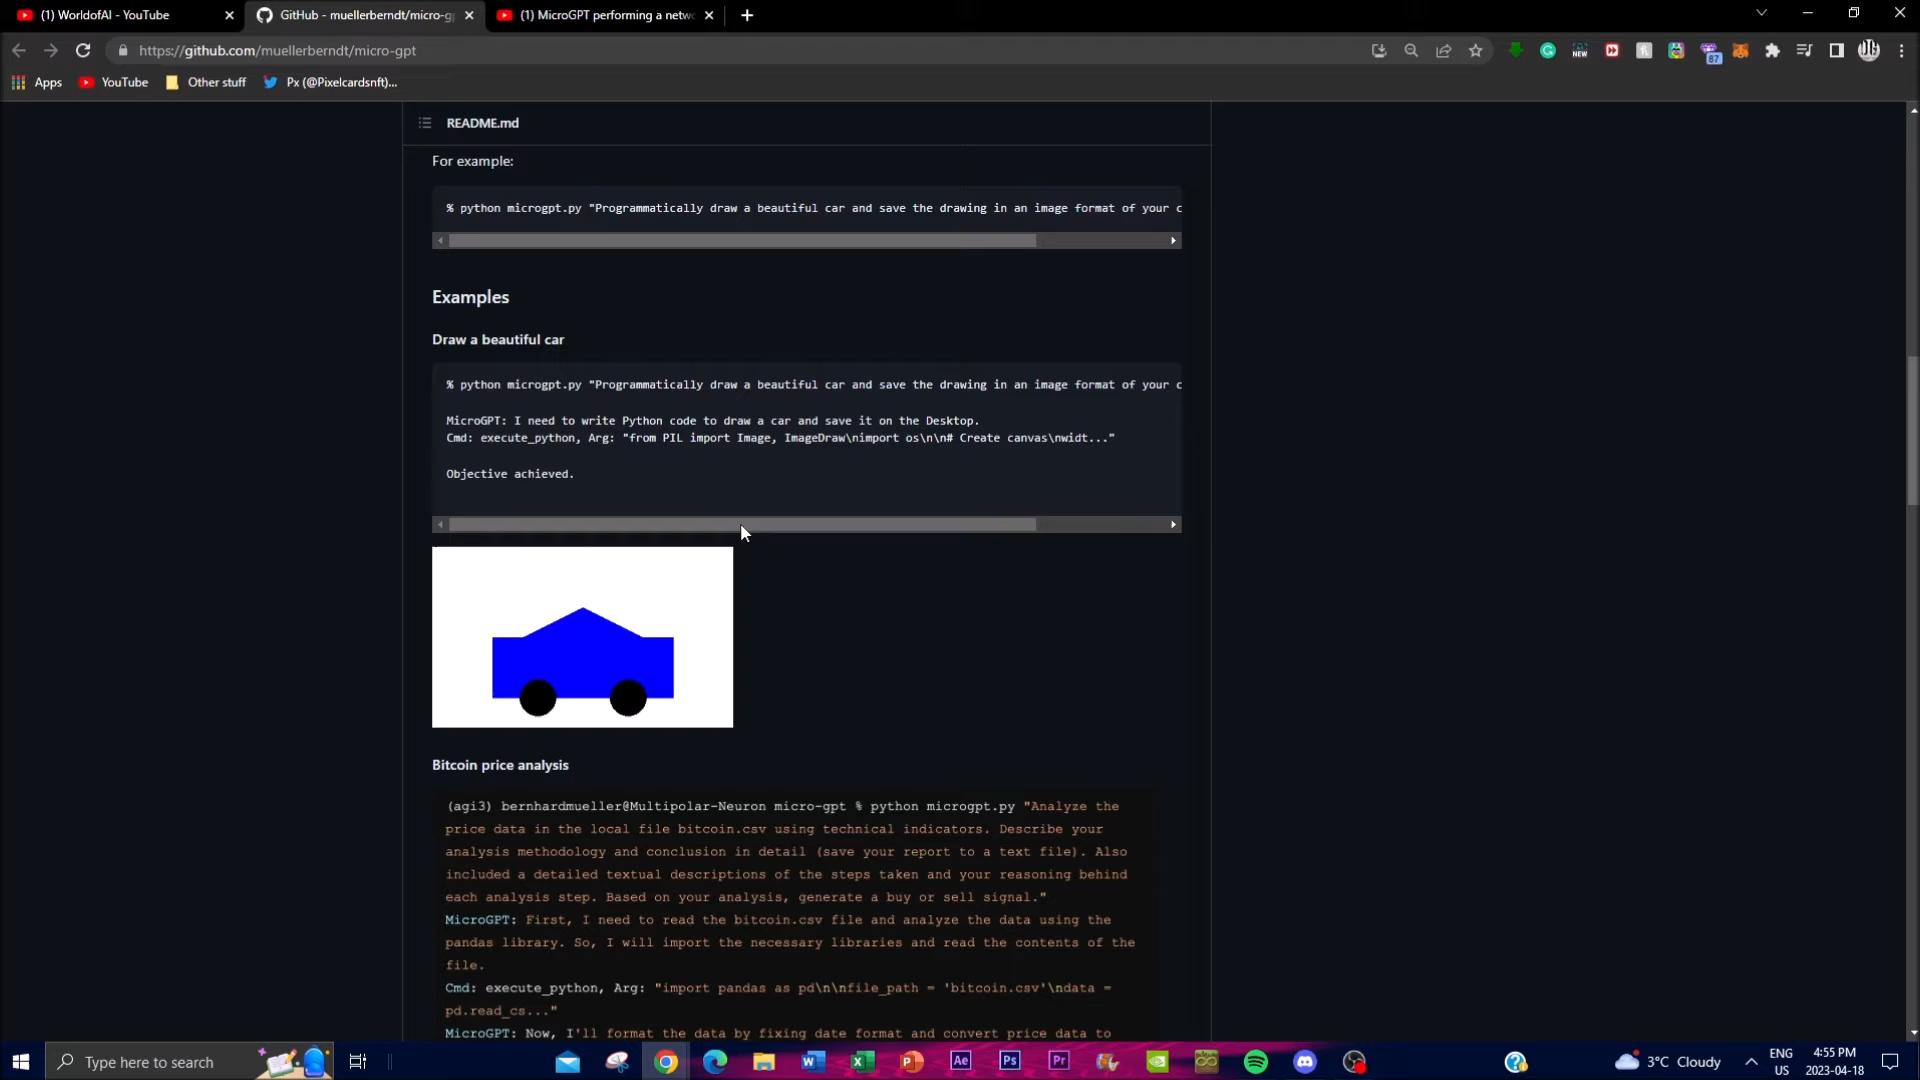 (1) WorldofAI - YouTube
GitHub - muellerberndt/micro-g
(1) MicroGPT performing a netw
https://github.com/muellerberndt/micro-gpt
NEW
87
Apps
YouTube
Other stuff
Px (@Pixelcardsnft)...
README.md
For example:
% python microgpt.py "Programmatically draw a beautiful car and save the drawing in an image format of your c
Examples
Draw a beautiful car
% python microgpt.py "Programmatically draw a beautiful car and save the drawing in an image format of your c
MicroGPT: I need to write Python code to draw a car and save it on the Desktop.
Cmd: execute_python, Arg: "from PIL import Image, ImageDraw\nimport os\n\n# Create canvas\nwidt..."
Objective achieved.
Bitcoin price analysis
(agi3) bernhardmueller@Multipolar-Neuron micro-gpt % python microgpt.py "Analyze the
price data in the local file bitcoin.csv using technical indicators. Describe your
analysis methodology and conclusion in detail (save your report to a text file). Also
included a detailed textual descriptions of the steps taken and your reasoning behind
each analysis step. Based on your analysis, generate a buy or sell signal."
MicroGPT: First, I need to read the bitcoin.csv file and analyze the data using the
pandas library. So, I will import the necessary libraries and read the contents of the
file.
Cmd: execute_python, Arg: "import pandas as pd\n\nfile_path = 'bitcoin.csv'\ndata =
pd.read_cs..."
MicroGPT: Now, I'll format the data by fixing date format and convert price data to
Type here to search
Ae
Ps
Pr
3°C Cloudy
ENG
US
4:55 PM
2023-04-18